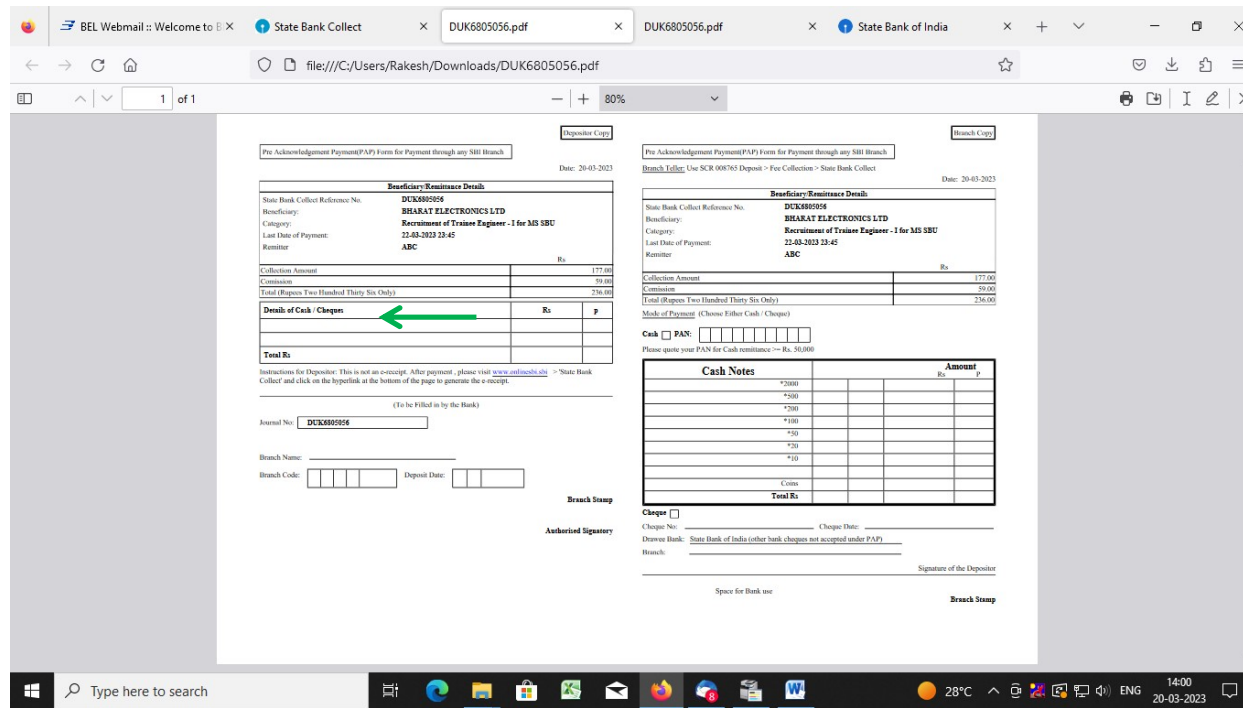 BEL Webmail :: Welcome to B
State Bank Collect
DUK6805056.pdf
DUK6805056.pdf
State Bank of India
file:///C:/Users/Rakesh/Downloads/DUK6805056.pdf
1 of 1
80%
Depositor Copy
Pre Acknowledgement Payment(PAP) Form for Payment through any SBI Branch
Date: 20-03-2023
Beneficiary/Remittance Details
State Bank Collect Reference No. DUK6805056
Beneficiary: BHARAT ELECTRONICS LTD
Category: Recruitment of Trainee Engineer - I for MS SBU
Last Date of Payment: 22-03-2023 23:45
Remitter ABC
Rs
Collection Amount 177.00
Comission 59.00
Total (Rupees Two Hundred Thirty Six Only) 236.00
Details of Cash / Cheques Rs p
Total Rs
Instructions for Depositor: This is not an e-receipt. After payment , please visit www.onlinesbi.sbi > 'State Bank
Collect' and click on the hyperlink at the bottom of the page to generate the e-receipt.
(To be Filled in by the Bank)
Journal No: DUK6805056
Branch Name:
Branch Code: Deposit Date:
Branch Stamp
Authorised Signatory
Branch Copy
Pre Acknowledgement Payment(PAP) Form for Payment through any SBI Branch
Branch Teller: Use SCR 008765 Deposit > Fee Collection > State Bank Collect
Date: 20-03-2023
Beneficiary/Remittance Details
State Bank Collect Reference No. DUK6805056
Beneficiary: BHARAT ELECTRONICS LTD
Category: Recruitment of Trainee Engineer - I for MS SBU
Last Date of Payment: 22-03-2023 23:45
Remitter ABC
Rs
Collection Amount 177.00
Comission 59.00
Total (Rupees Two Hundred Thirty Six Only) 236.00
Mode of Payment (Choose Either Cash / Cheque)
Cash PAN:
Please quote your PAN for Cash remittance >= Rs. 50,000
Cash Notes Amount
Rs P
*2000
*500
*200
*100
*50
*20
*10
Coins
Total Rs
Cheque
Cheque No: Cheque Date:
Drawee Bank: State Bank of India (other bank cheques not accepted under PAP)
Branch:
Signature of the Depositor
Space for Bank use
Branch Stamp
Type here to search
28°C
ENG
14:00
20-03-2023